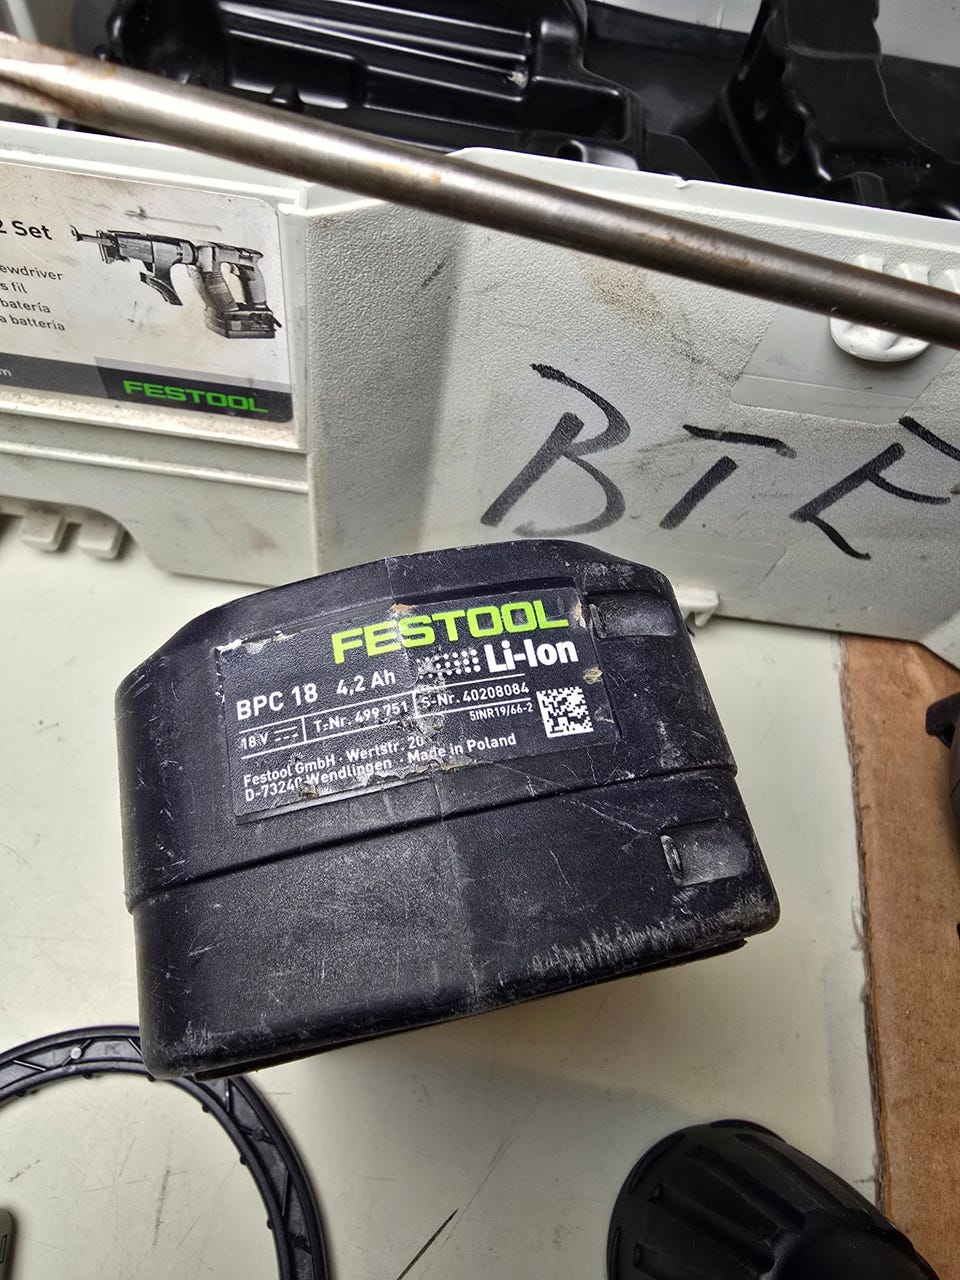 2 Set
ewdriver
s fil
batería
a batteria
m
FESTOOL
BTE
FESTOOL
Li-Ion
BPC 18 4,2 Ah
18 V T-Nr. 499 751 S-Nr. 40208084
5INR19/66-2
Festool GmbH · Wertstr. 20
D-73240 Wendlingen · Made in Poland